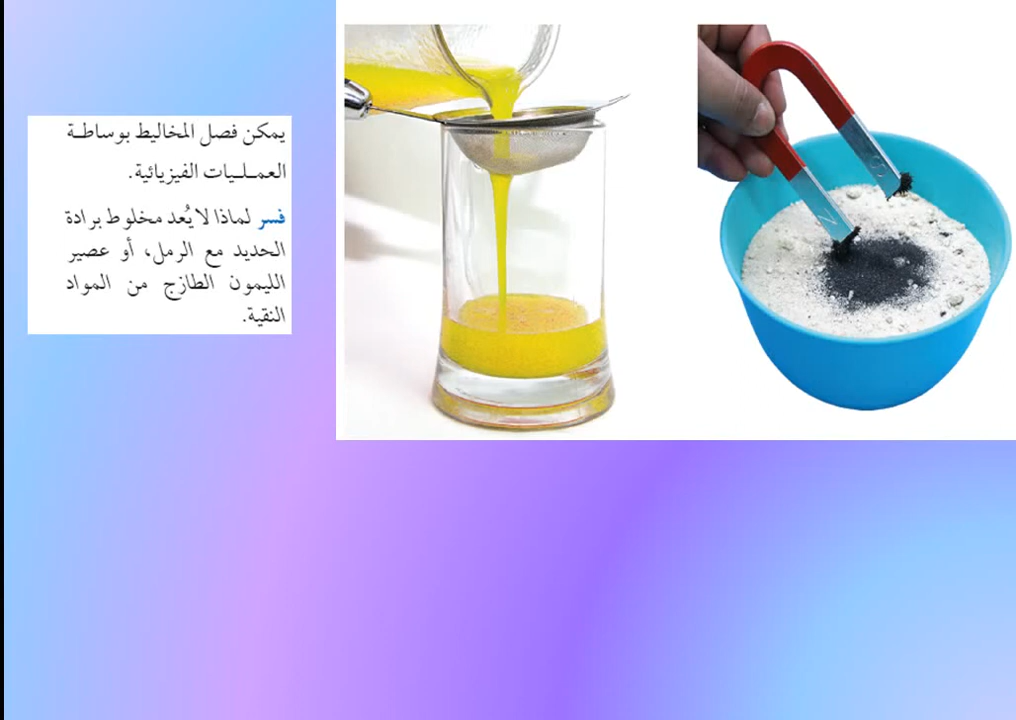 يمكن فصل المخاليط بوساطة
العمليات الفيزيائية.
فسر لماذا لا يُعد مخلوط برادة
الحديد مع الرمل، أو عصير
الليمون الطازج من المواد
النقية.